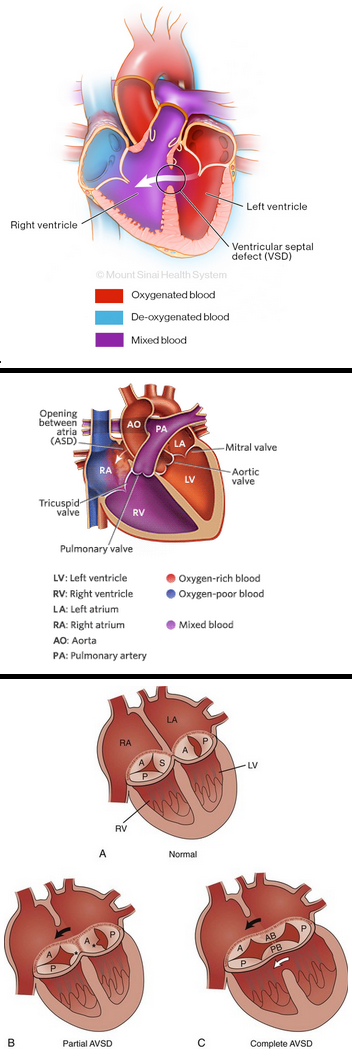 Right ventricle
Left ventricle
Ventricular septal
defect (VSD)
© Mount Sinai Health System
Oxygenated blood
De-oxygenated blood
Mixed blood
Opening
between
atria
(ASD)
AO
PA
LA
Mitral valve
Aortic
valve
RA
LV
Tricuspid
valve
RV
Pulmonary valve
LV: Left ventricle
RV: Right ventricle
LA: Left atrium
RA: Right atrium
AO: Aorta
PA: Pulmonary artery
Oxygen-rich blood
Oxygen-poor blood
Mixed blood
LA
RA
A S
P
A P
LV
RV
A Normal
A
P
A
P
* *
B Partial AVSD
A
AB
P
P
PB
C Complete AVSD